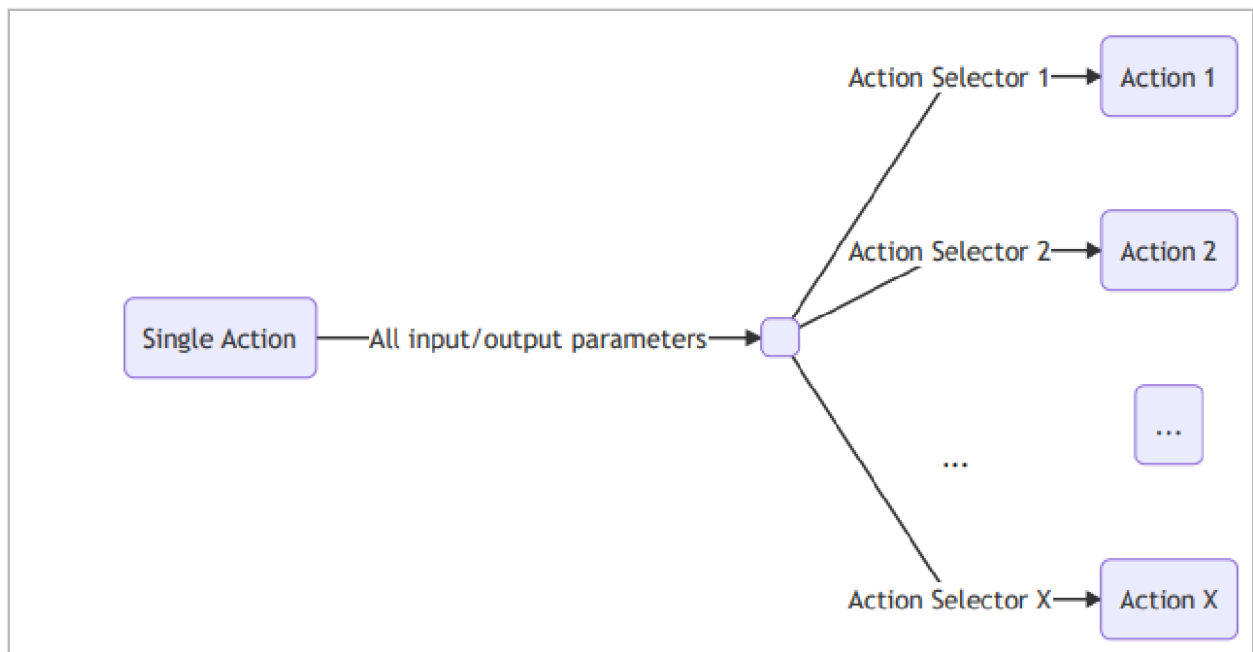 Action Selector 1
Action 1
Action Selector 2
Action 2
Single Action
All input/output parameters
...
...
Action Selector X
Action X